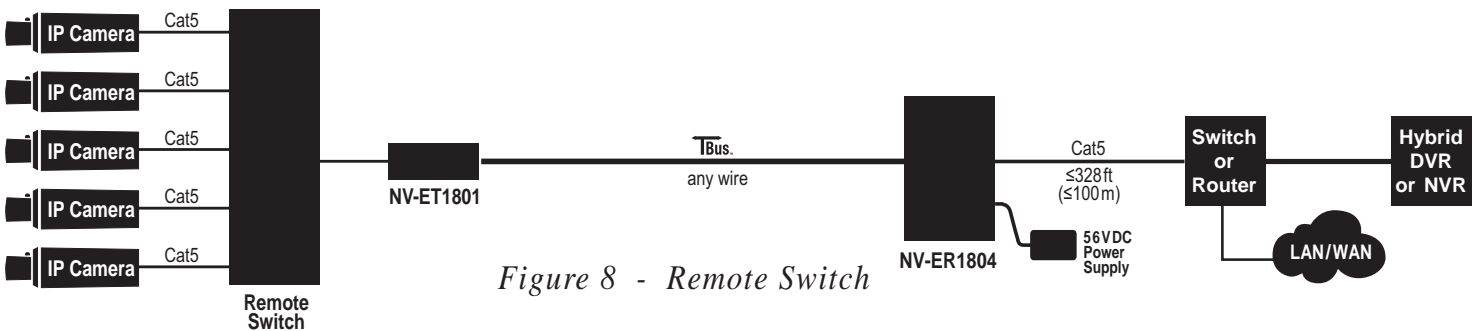 IP Camera
Cat5
IP Camera
Cat5
IP Camera
Cat5
IP Camera
Cat5
IP Camera
Cat5
Remote
Switch
NV-ET1801
TBus.
any wire
NV-ER1804
56VDC
Power
Supply
Cat5
≤328ft
(≤100m)
Switch
or
Router
LAN/WAN
Hybrid
DVR
or NVR
Figure 8 - Remote Switch